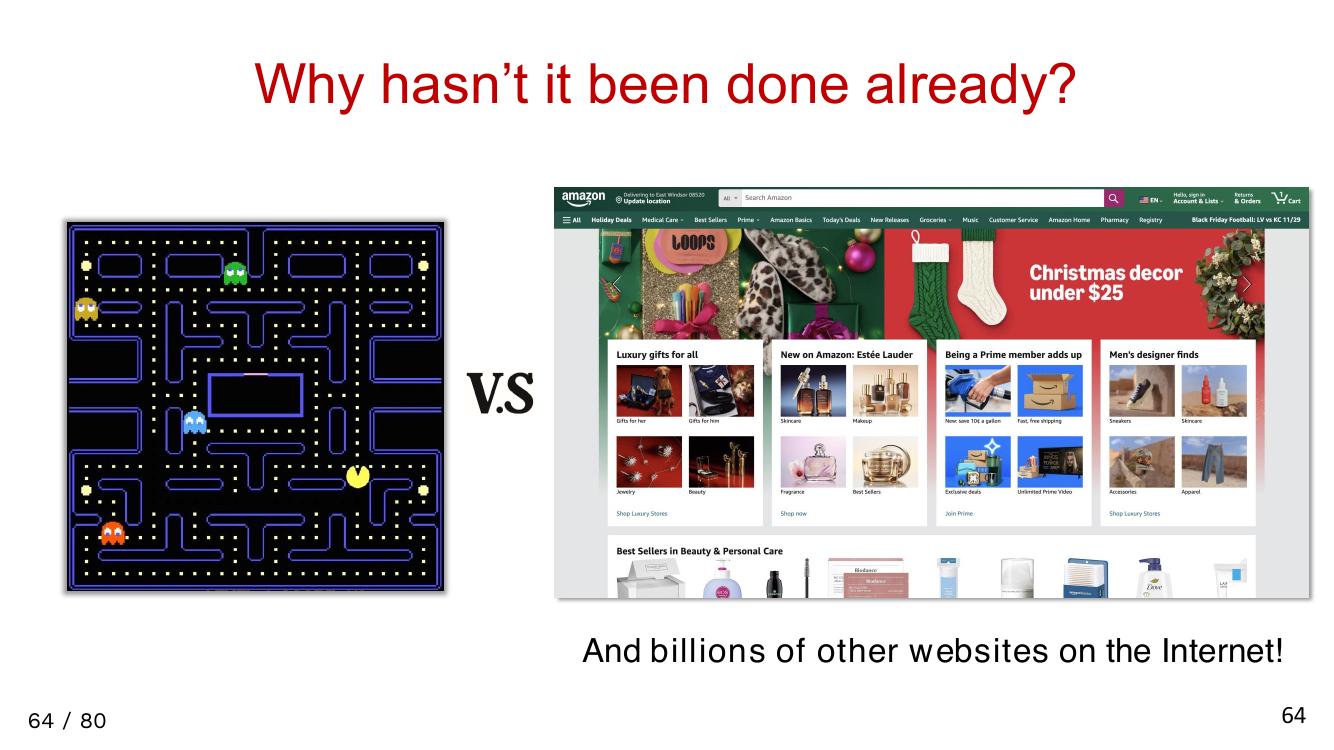 Why hasn't it been done already?
V.S
amazon
Delivering to East Windsor 08520
Update location
All
Search Amazon
EN
Hello, sign in
Account & Lists
Returns
& Orders
1
Cart
All Holiday Deals Medical Care Best Sellers Prime Amazon Basics Today's Deals New Releases Groceries Music Customer Service Amazon Home Pharmacy Registry Black Friday Football: LV vs KC 11/29
LOOPS
Christmas decor
under $25
Luxury gifts for all
Gifts for her Gifts for him
Jewelry Beauty
Shop Luxury Stores
New on Amazon: Estée Lauder
Skincare Makeup
Fragrance Best Sellers
Shop now
Being a Prime member adds up
New: save 10¢ a gallon Fast, free shipping
Exclusive deals Unlimited Prime Video
Join Prime
Men's designer finds
Sneakers Skincare
Accessories Apparel
Shop Luxury Stores
Best Sellers in Beauty & Personal Care
Biodance
Biodance
Dove
And billions of other websites on the Internet!
64 / 80
64